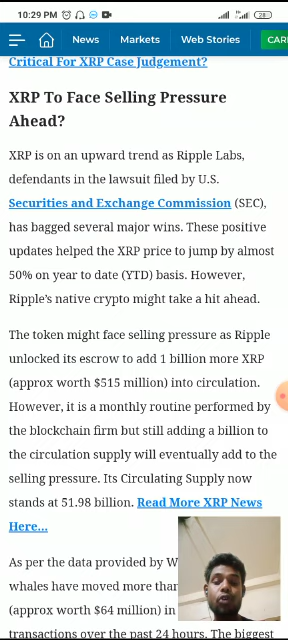 10:29 PM
28
News Markets Web Stories CAR
Critical For XRP Case Judgement?
XRP To Face Selling Pressure
Ahead?
XRP is on an upward trend as Ripple Labs,
defendants in the lawsuit filed by U.S.
Securities and Exchange Commission (SEC),
has bagged several major wins. These positive
updates helped the XRP price to jump by almost
50% on year to date (YTD) basis. However,
Ripple's native crypto might take a hit ahead.
The token might face selling pressure as Ripple
unlocked its escrow to add 1 billion more XRP
(approx worth $515 million) into circulation.
However, it is a monthly routine performed by
the blockchain firm but still adding a billion to
the circulation supply will eventually add to the
selling pressure. Its Circulating Supply now
stands at 51.98 billion. Read More XRP News
Here...
As per the data provided by W
whales have moved more than
(approx worth $64 million) in
transactions over the past 24 hours. The biggest